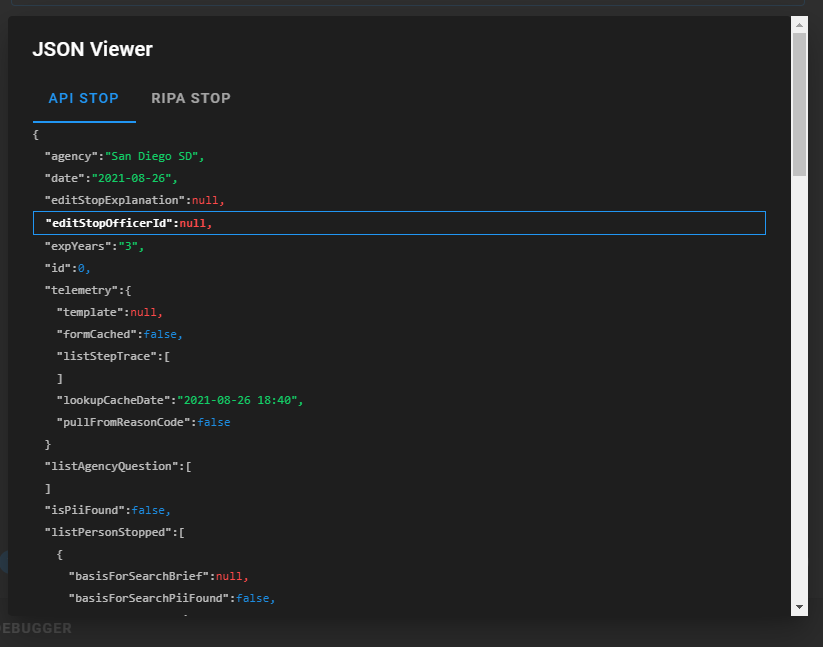 JSON Viewer
API STOP RIPA STOP
{
"agency":"San Diego SD",
"date":"2021-08-26",
"editStopExplanation":null,
"editStopOfficerId":null,
"expYears":"3",
"id":0,
"telemetry":{
"template":null,
"formCached":false,
"listStepTrace":[
]
"lookupCacheDate":"2021-08-26 18:40",
"pullFromReasonCode":false
}
"listAgencyQuestion":[
]
"isPiiFound":false,
"listPersonStopped":[
{
"basisForSearchBrief":null,
"basisForSearchPiiFound":false,